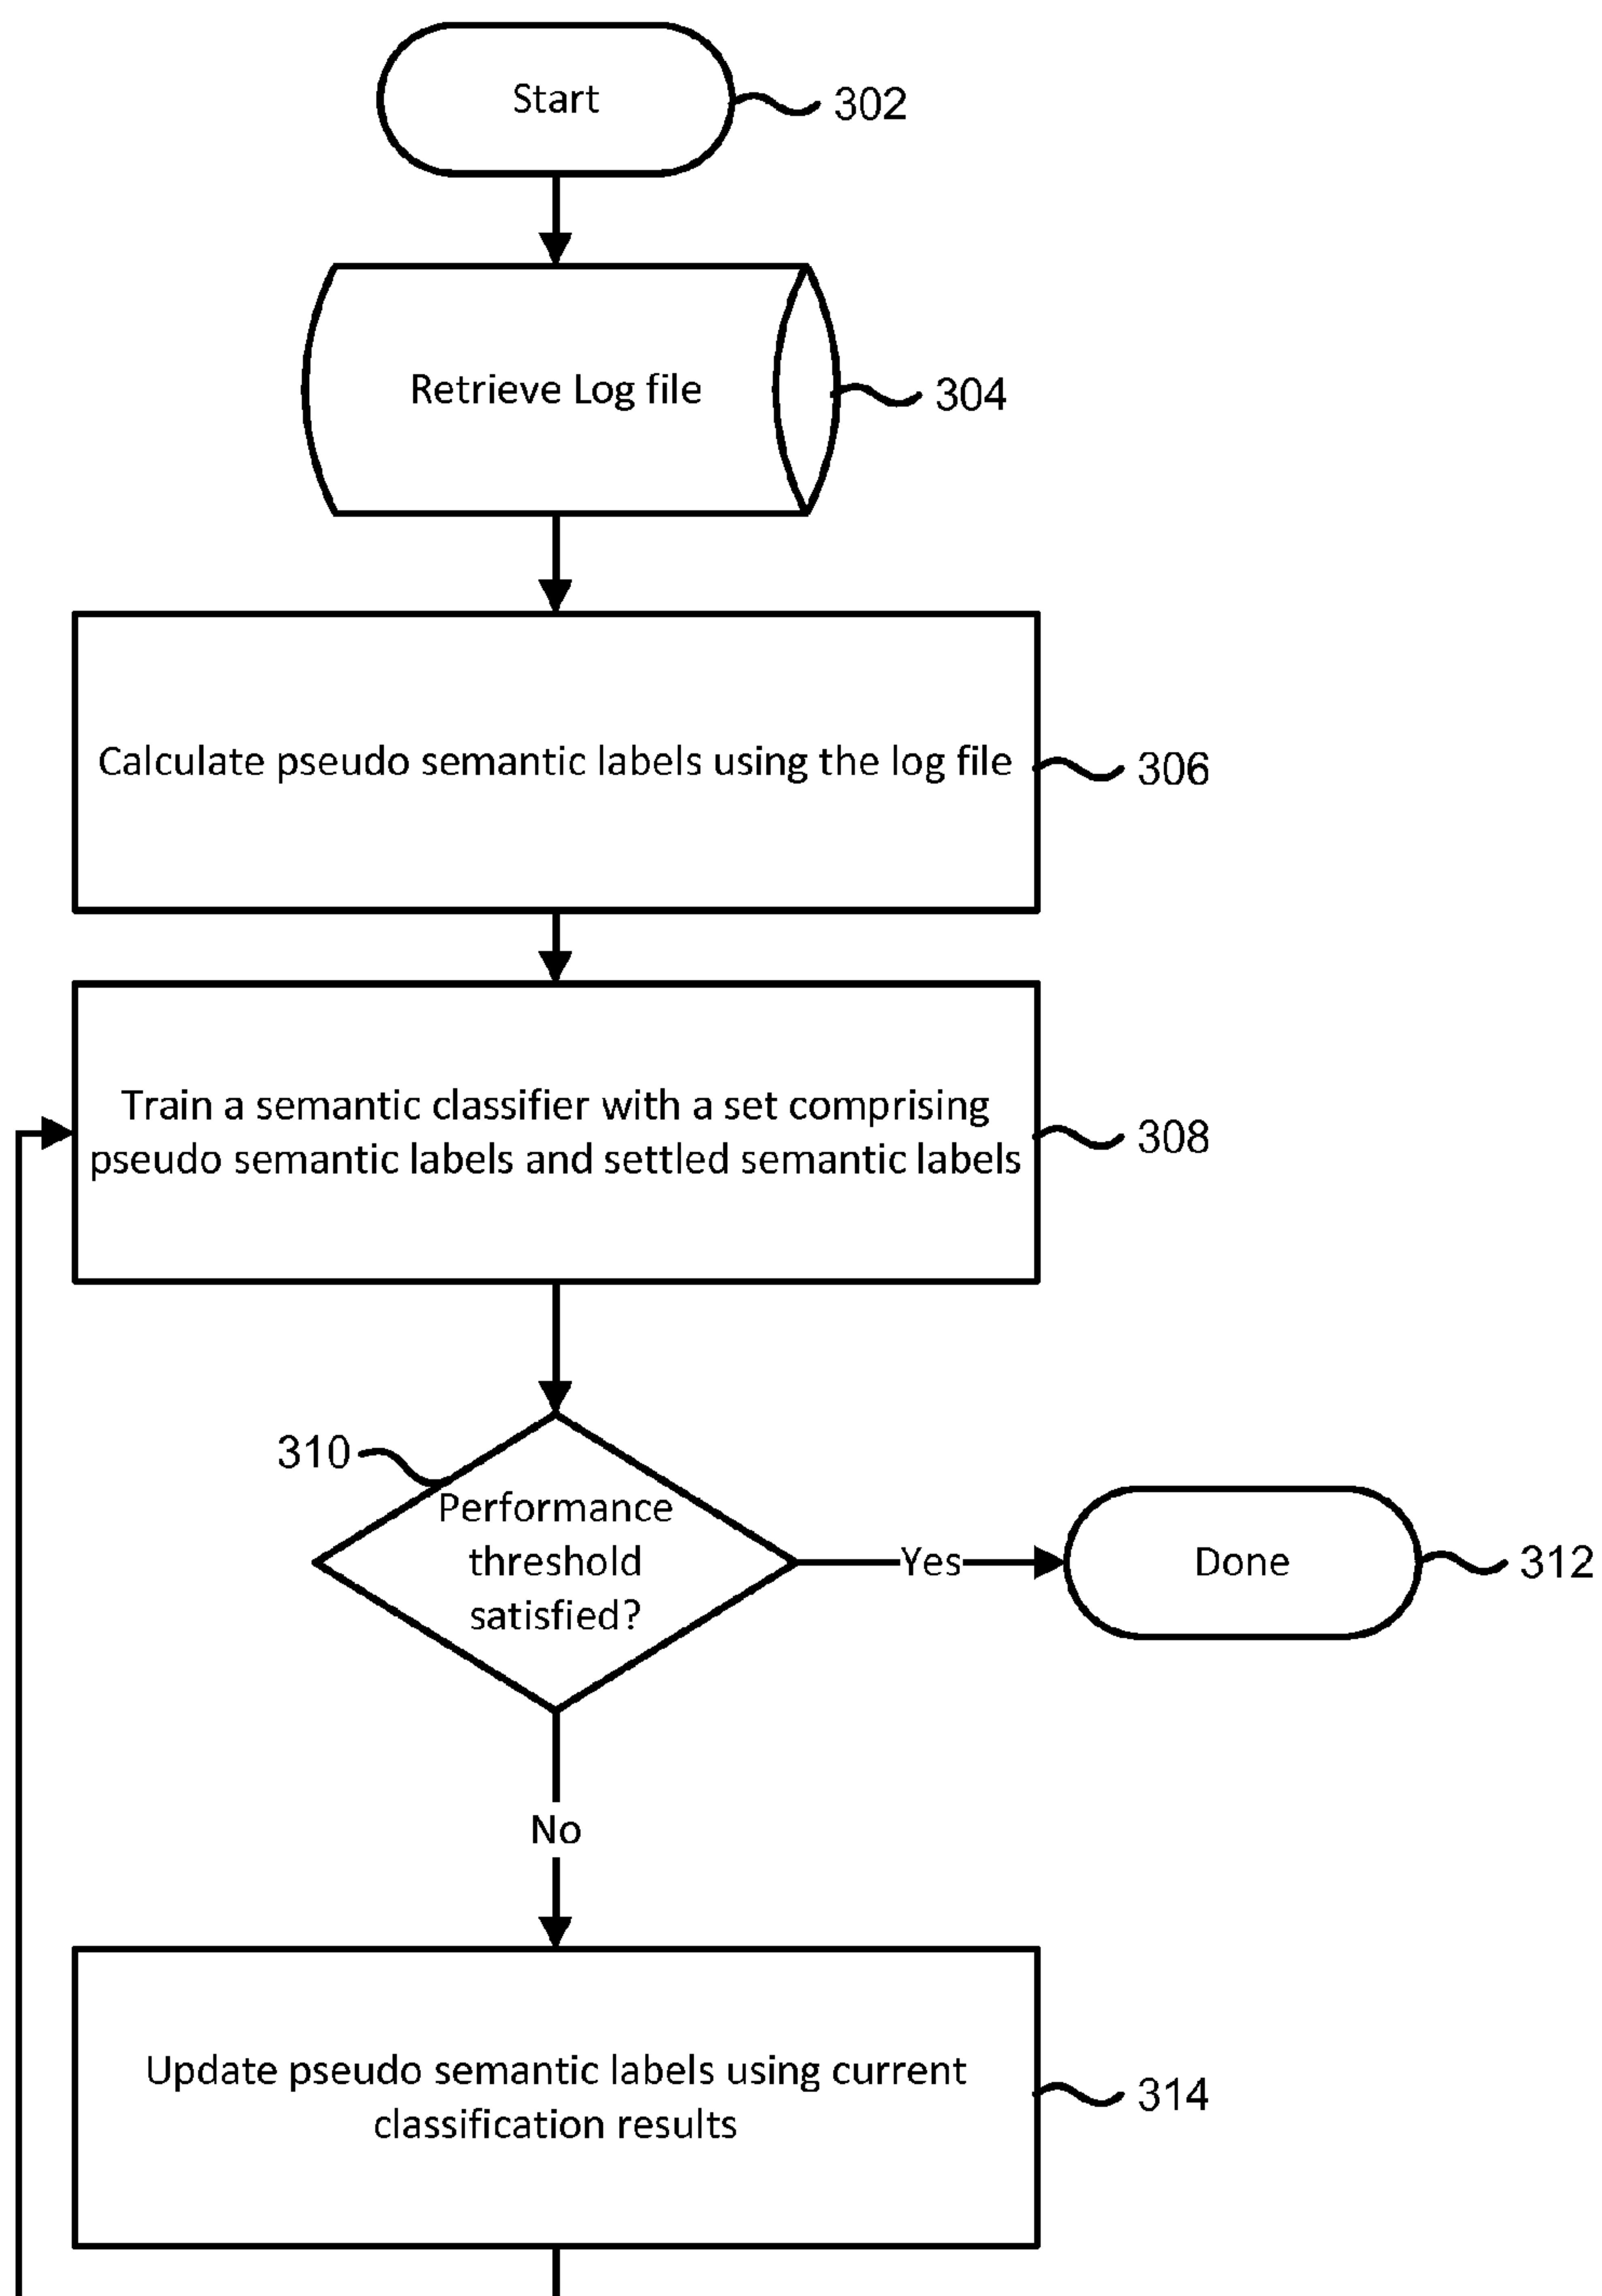 Start
302
Retrieve Log file
304
Calculate pseudo semantic labels using the log file
306
Train a semantic classifier with a set comprising
pseudo semantic labels and settled semantic labels
308
310
Performance
threshold
satisfied?
Yes
Done
312
No
Update pseudo semantic labels using current
classification results
314